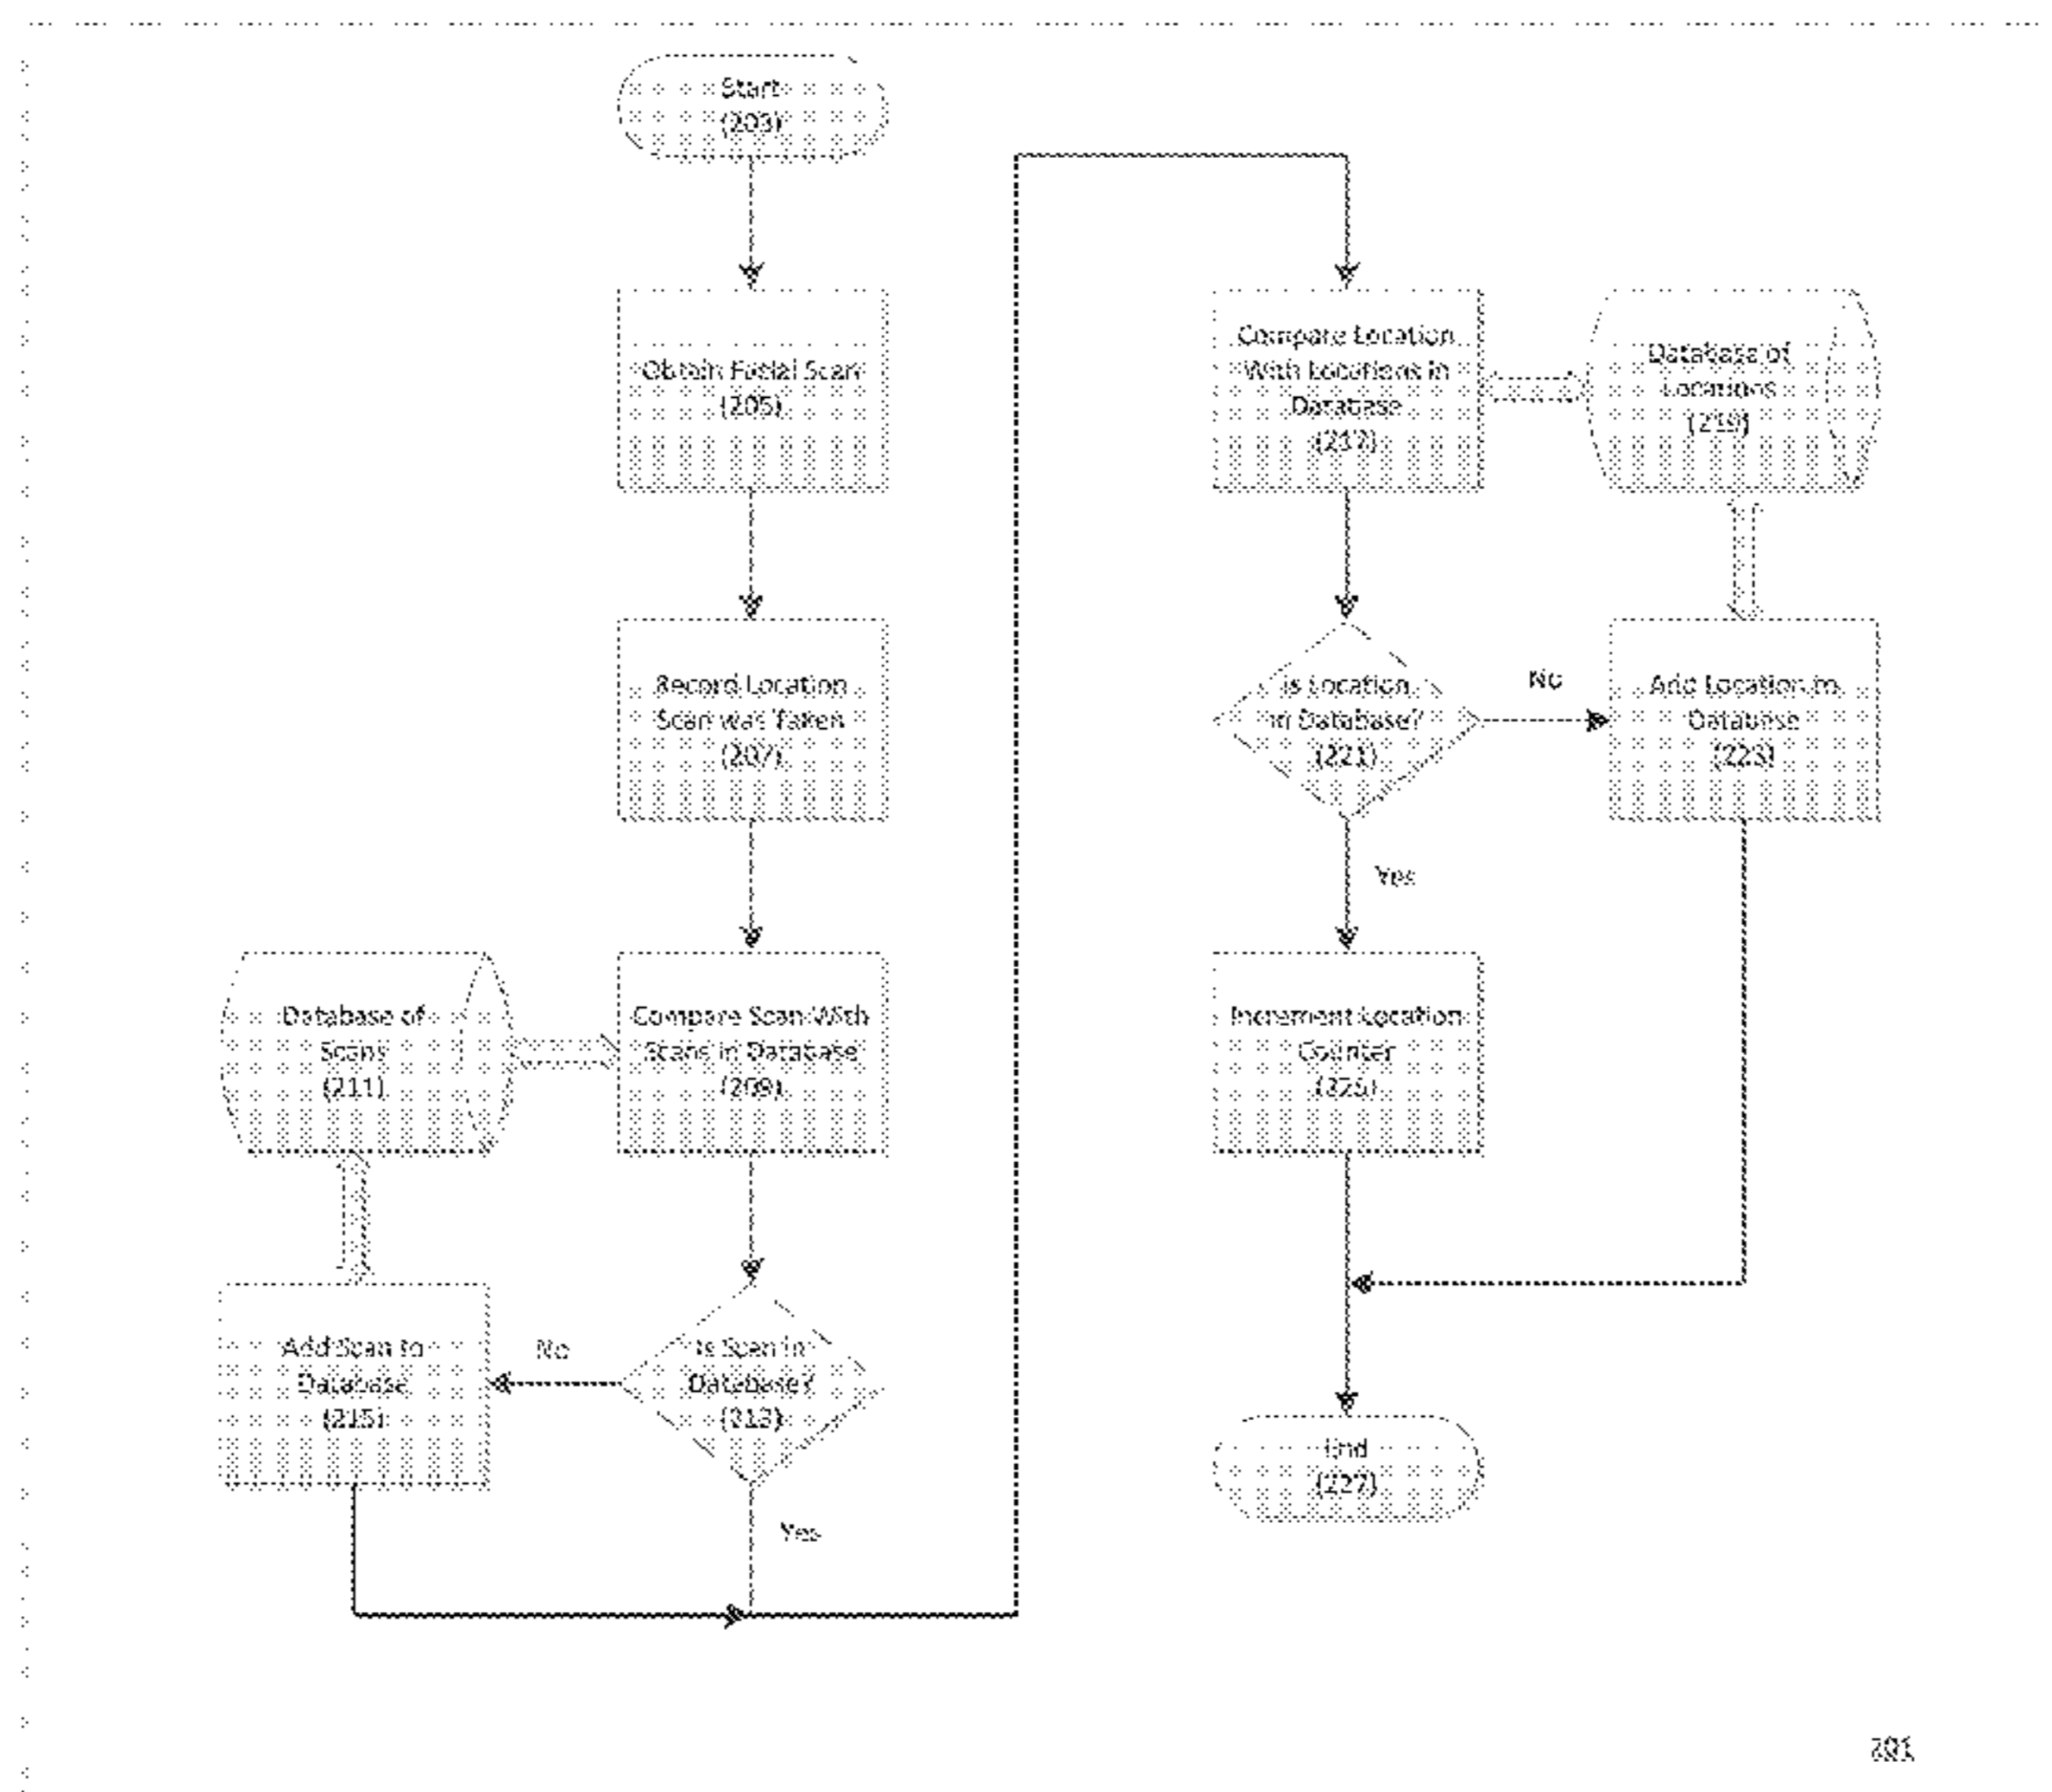 Start
(203)
Obtain Facial Scan
(205)
Record Location
Scan was Taken
(207)
Compare Scan With
Scans in Database
(209)
Database of
Scans
(211)
Is Scan in
Database?
(213)
No
Add Scan to
Database
(215)
Yes
Compare Location
With Locations in
Database
(217)
Database of
Locations
(219)
Is Location
in Database?
(221)
No
Add Location to
Database
(223)
Yes
Increment Location
Counter
(225)
End
(227)
201